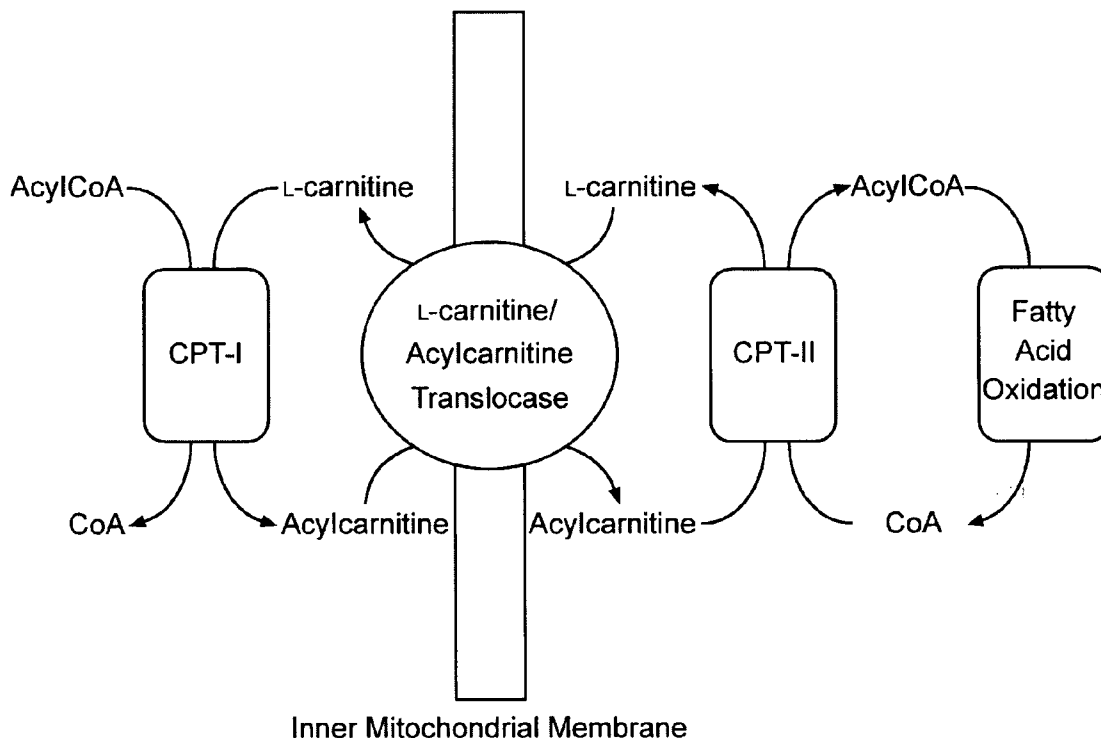 AcylCoA
L-carnitine
L-carnitine
AcylCoA
CPT-I
L-carnitine/
Acylcarnitine
Translocase
CPT-II
Fatty
Acid
Oxidation
CoA
Acylcarnitine
Acylcarnitine
CoA
Inner Mitochondrial Membrane